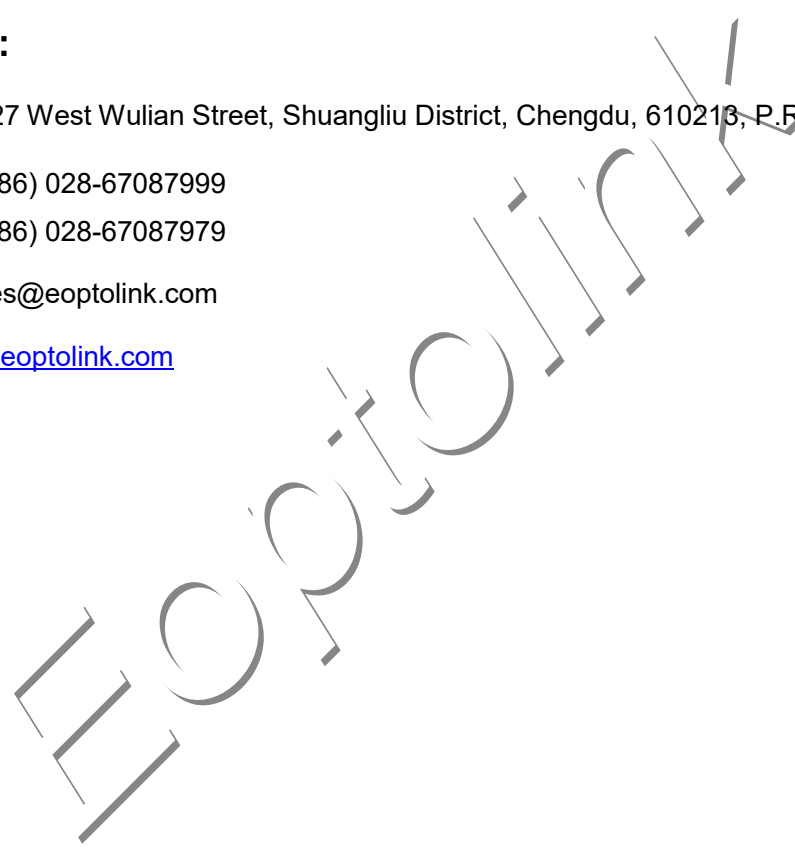 :
27 West Wulian Street, Shuangliu District, Chengdu, 610213, P.R
86) 028-67087999
86) 028-67087979
es@eoptolink.com
eoptolink.com
Eoptolink